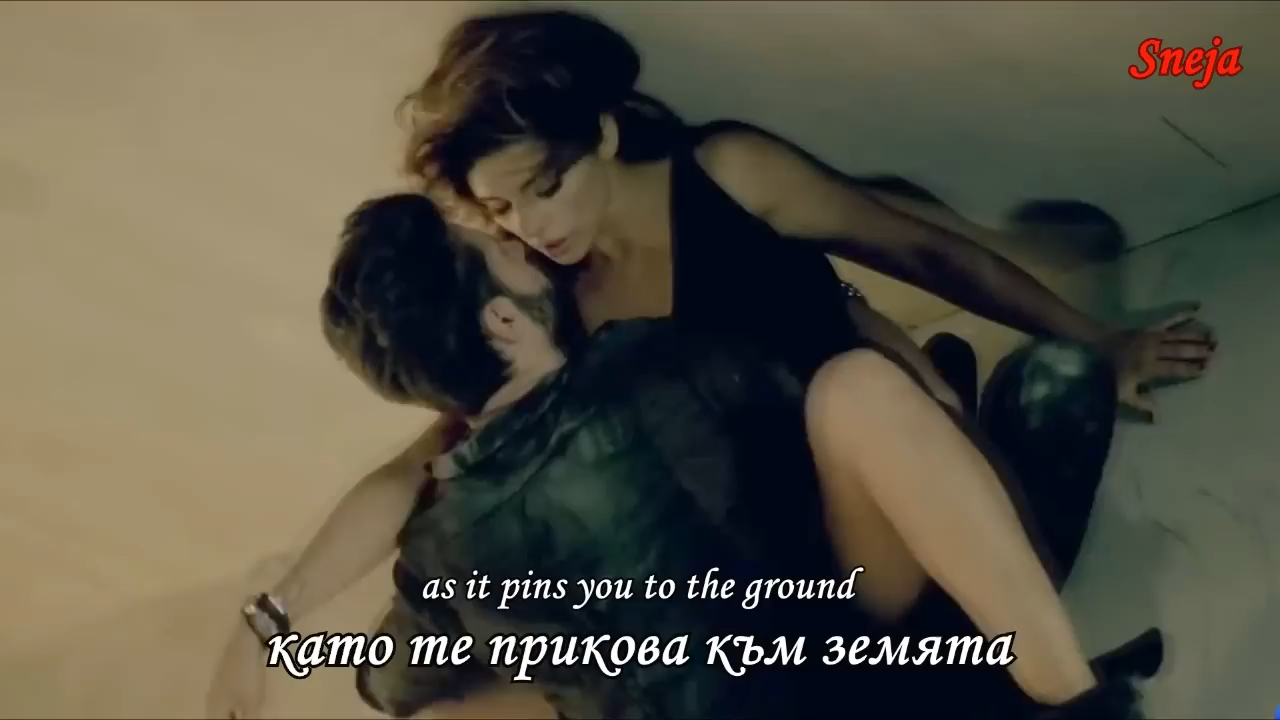 Sneja
as it pins you to the ground
като те прикова към земята